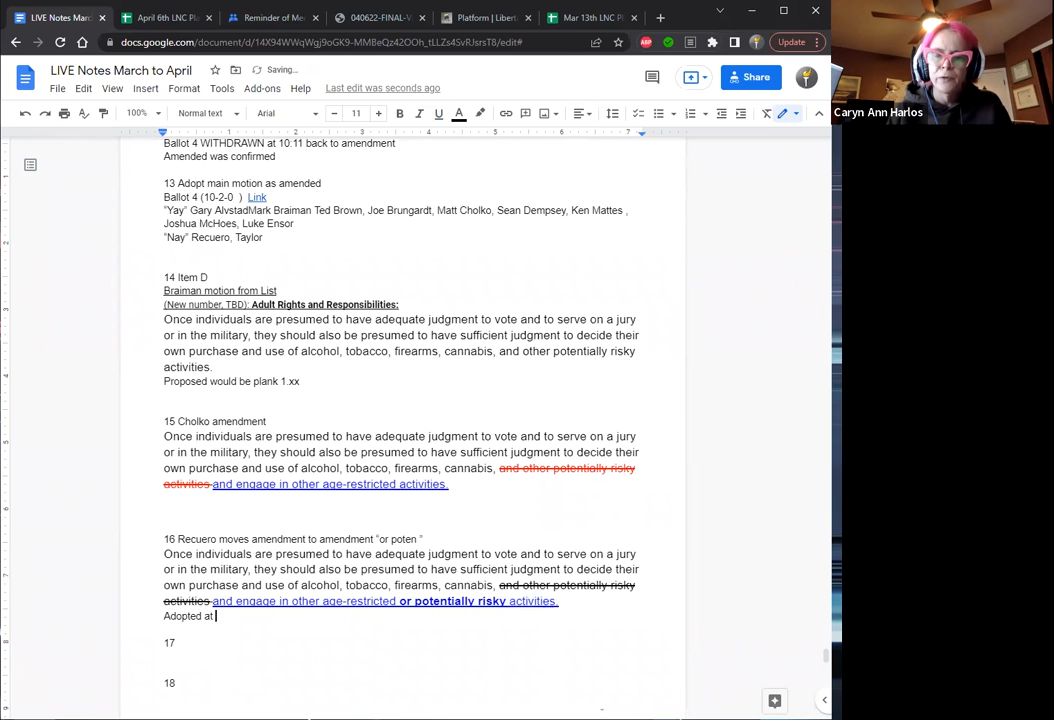 LIVE Notes March
April 6th LNC Pl
Reminder of Me
040622-FINAL-V
Platform | Libert
Mar 13th LNC Pl
docs.google.com/document/d/14X94WWqWgj9oGK9-MMBeQz42OOh_tLLZs4SvRJsrsT8/edit#
Update
LIVE Notes March to April
Saving...
File Edit View Insert Format Tools Add-ons Help Last edit was seconds ago
Share
100% Normal text Arial 11
Caryn Ann Harlos
Ballot 4 WITHDRAWN at 10:11 back to amendment
Amended was confirmed
13 Adopt main motion as amended
Ballot 4 (10-2-0 ) Link
"Yay" Gary AlvstadMark Braiman Ted Brown, Joe Brungardt, Matt Cholko, Sean Dempsey, Ken Mattes ,
Joshua McHoes, Luke Ensor
"Nay" Recuero, Taylor
14 Item D
Braiman motion from List
(New number, TBD): Adult Rights and Responsibilities:
Once individuals are presumed to have adequate judgment to vote and to serve on a jury
or in the military, they should also be presumed to have sufficient judgment to decide their
own purchase and use of alcohol, tobacco, firearms, cannabis, and other potentially risky
activities.
Proposed would be plank 1.xx
15 Cholko amendment
Once individuals are presumed to have adequate judgment to vote and to serve on a jury
or in the military, they should also be presumed to have sufficient judgment to decide their
own purchase and use of alcohol, tobacco, firearms, cannabis, and other potentially risky
activities and engage in other age-restricted activities.
16 Recuero moves amendment to amendment "or poten "
Once individuals are presumed to have adequate judgment to vote and to serve on a jury
or in the military, they should also be presumed to have sufficient judgment to decide their
own purchase and use of alcohol, tobacco, firearms, cannabis, and other potentially risky
activities and engage in other age-restricted or potentially risky activities.
Adopted at
17
18